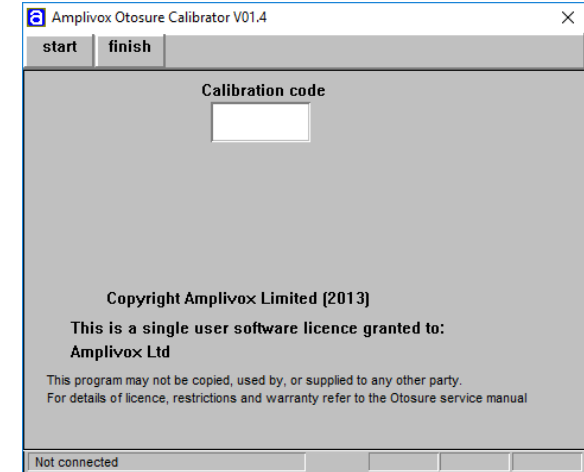 a Amplivox Otosure Calibrator V01.4
start finish
Calibration code
Copyright Amplivox Limited (2013)
This is a single user software licence granted to:
Amplivox Ltd
This program may not be copied, used by, or supplied to any other party.
For details of licence, restrictions and warranty refer to the Otosure service manual
Not connected